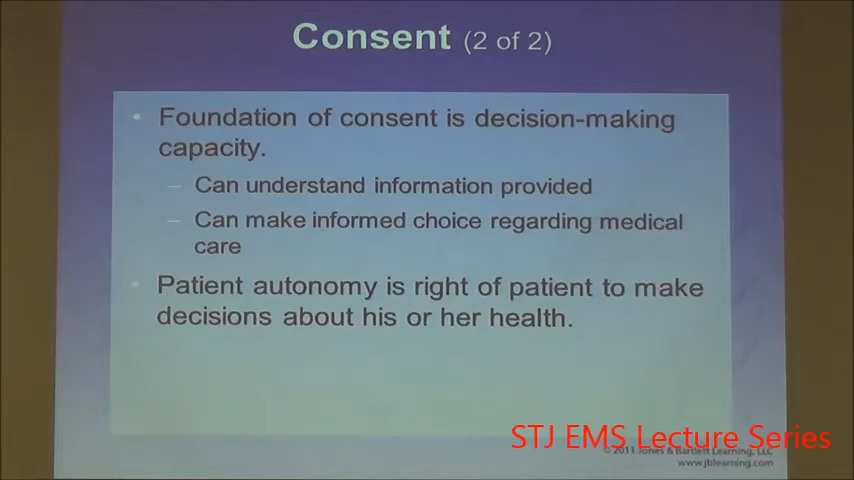 Consent (2 of 2)
• Foundation of consent is decision-making
capacity.
– Can understand information provided
– Can make informed choice regarding medical
care
• Patient autonomy is right of patient to make
decisions about his or her health.
STJ EMS Lecture Series
© 2011 Jones & Bartlett Learning, LLC
www.jblearning.com